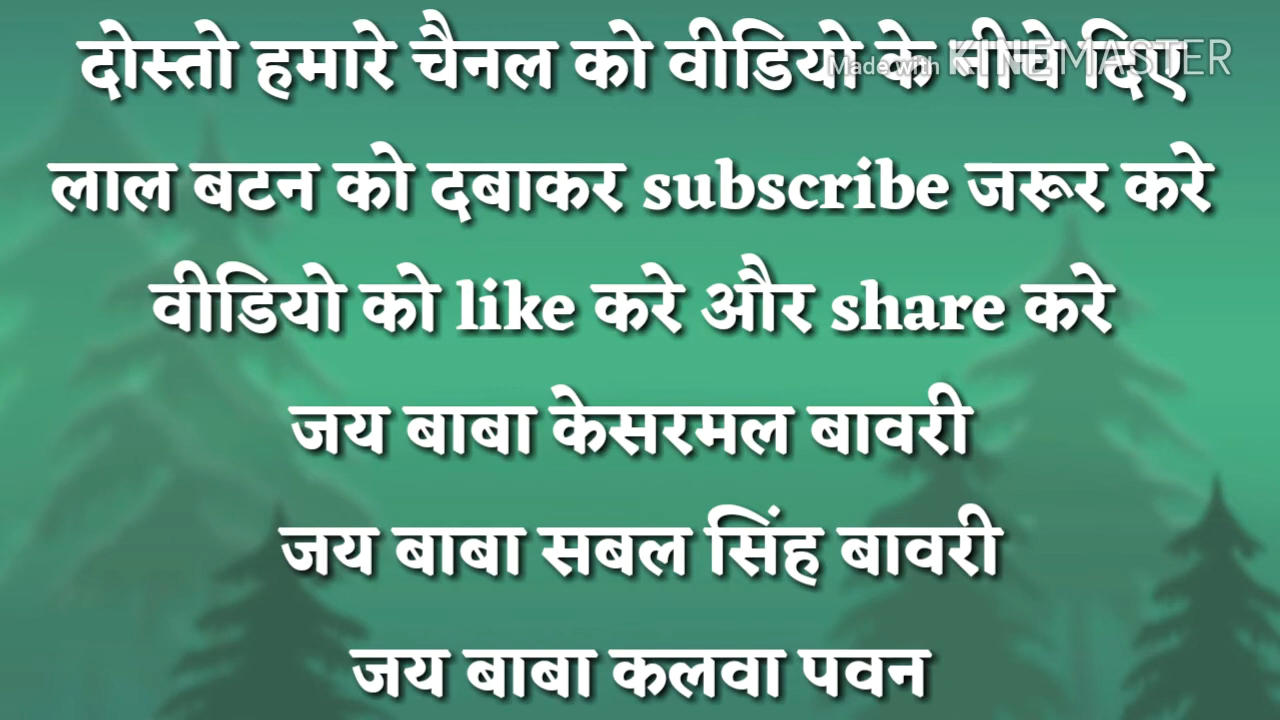 दोस्तो हमारे चैनल को वीडियो के नीचे दिए
Made with KINEMASTER
लाल बटन को दबाकर subscribe जरूर करे
वीडियो को like करे और share करे
जय बाबा केसरमल बावरी
जय बाबा सबल सिंह बावरी
जय बाबा कलवा पवन